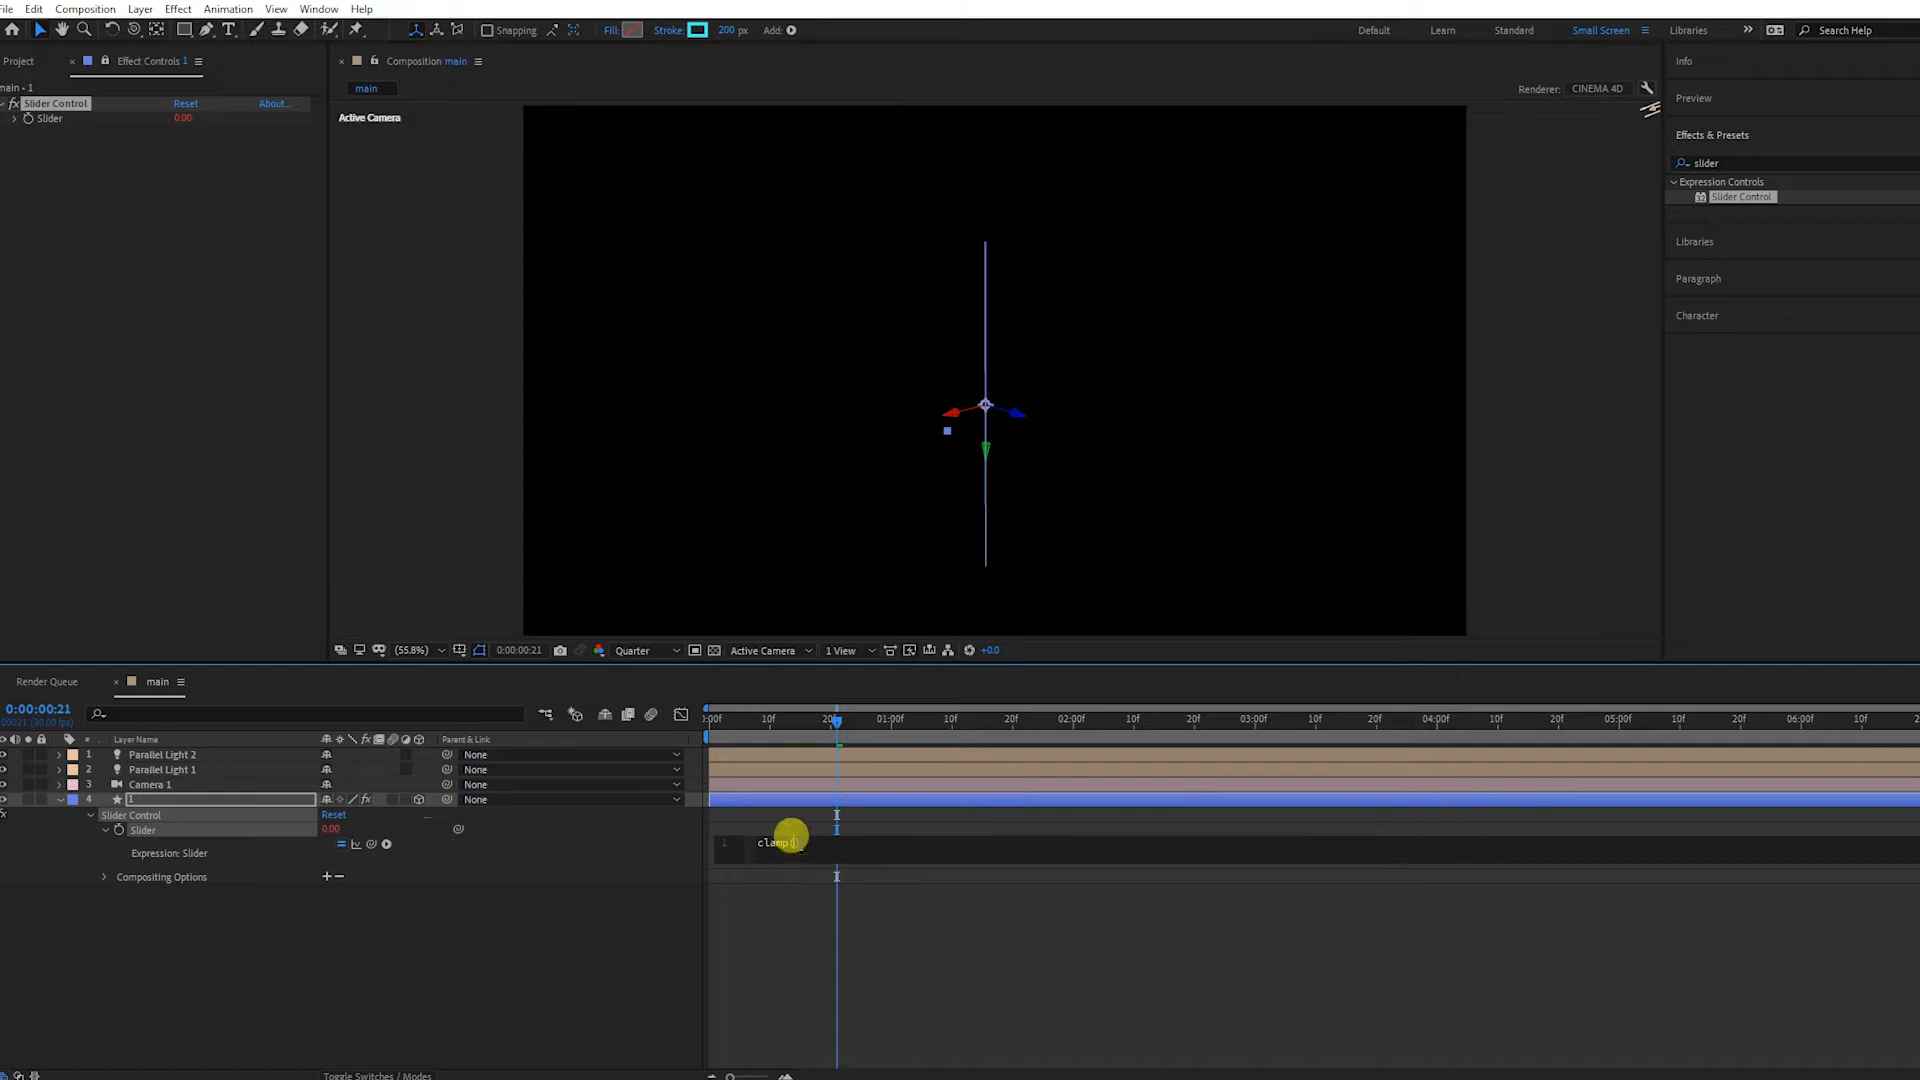 File Edit Composition Layer Effect Animation View Window Help
Snapping Fill: Stroke: 200 px Add: Default Learn Standard Small Screen Libraries Search Help
Project Effect Controls 1 Composition main Info
main • 1 main Renderer: CINEMA 4D Preview
fx Slider Control Reset About...
Slider 0.00 Active Camera
Effects & Presets
slider
Expression Controls
Slider Control
Libraries
Paragraph
Character
(55.8%) 0:00:00:21 Quarter Active Camera 1 View +0.0
Render Queue main
0:00:00:21
00021 (30.00 fps)
:00f 10f 20f 01:00f 10f 20f 02:00f 10f 20f 03:00f 10f 20f 04:00f 10f 20f 05:00f 10f 20f 06:00f 10f
# Layer Name fx Parent & Link
1 Parallel Light 2 None
2 Parallel Light 1 None
3 Camera 1 None
4 1 fx None
Slider Control Reset
Slider 0.00
1 clamp()
Expression: Slider
Compositing Options
Toggle Switches / Modes